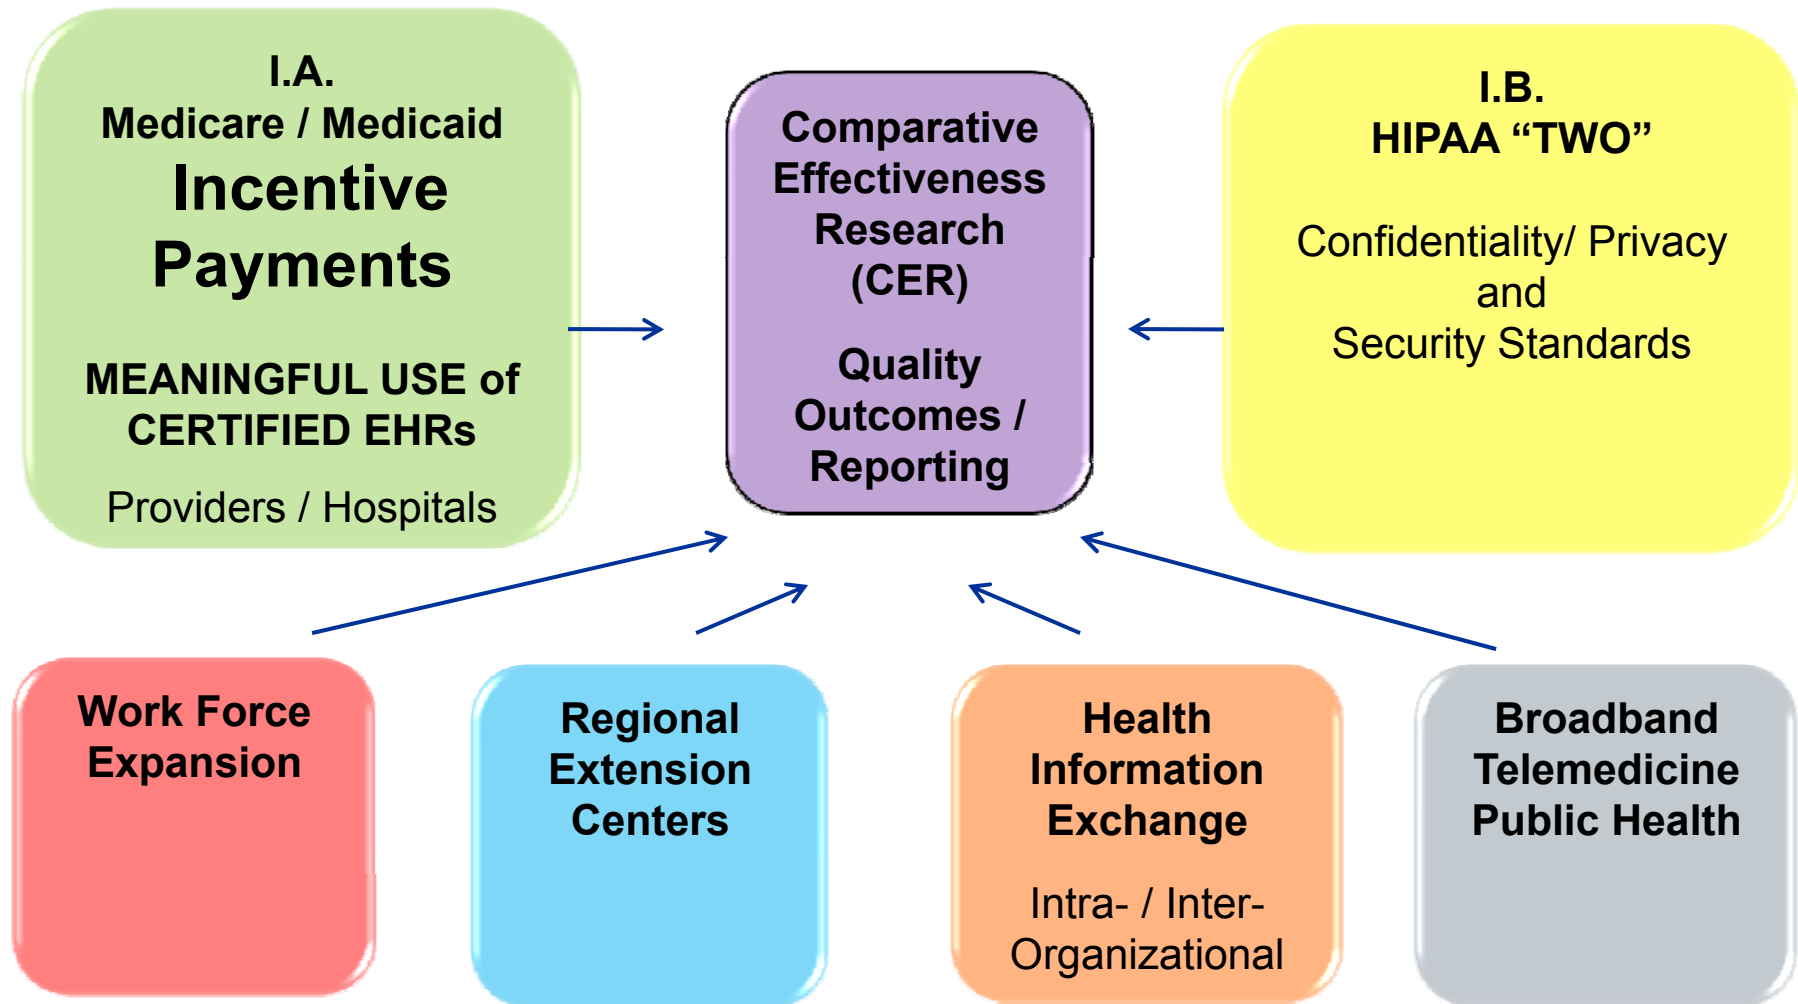 I.A.
Medicare / Medicaid
Incentive
Payments
MEANINGFUL USE of
CERTIFIED EHRs
Providers / Hospitals
Comparative
Effectiveness
Research
(CER)
Quality
Outcomes /
Reporting
I.B.
HIPAA “TWO”
Confidentiality/ Privacy
and
Security Standards
Work Force
Expansion
Regional
Extension
Centers
Health
Information
Exchange
Intra- / Inter-
Organizational
Broadband
Telemedicine
Public Health